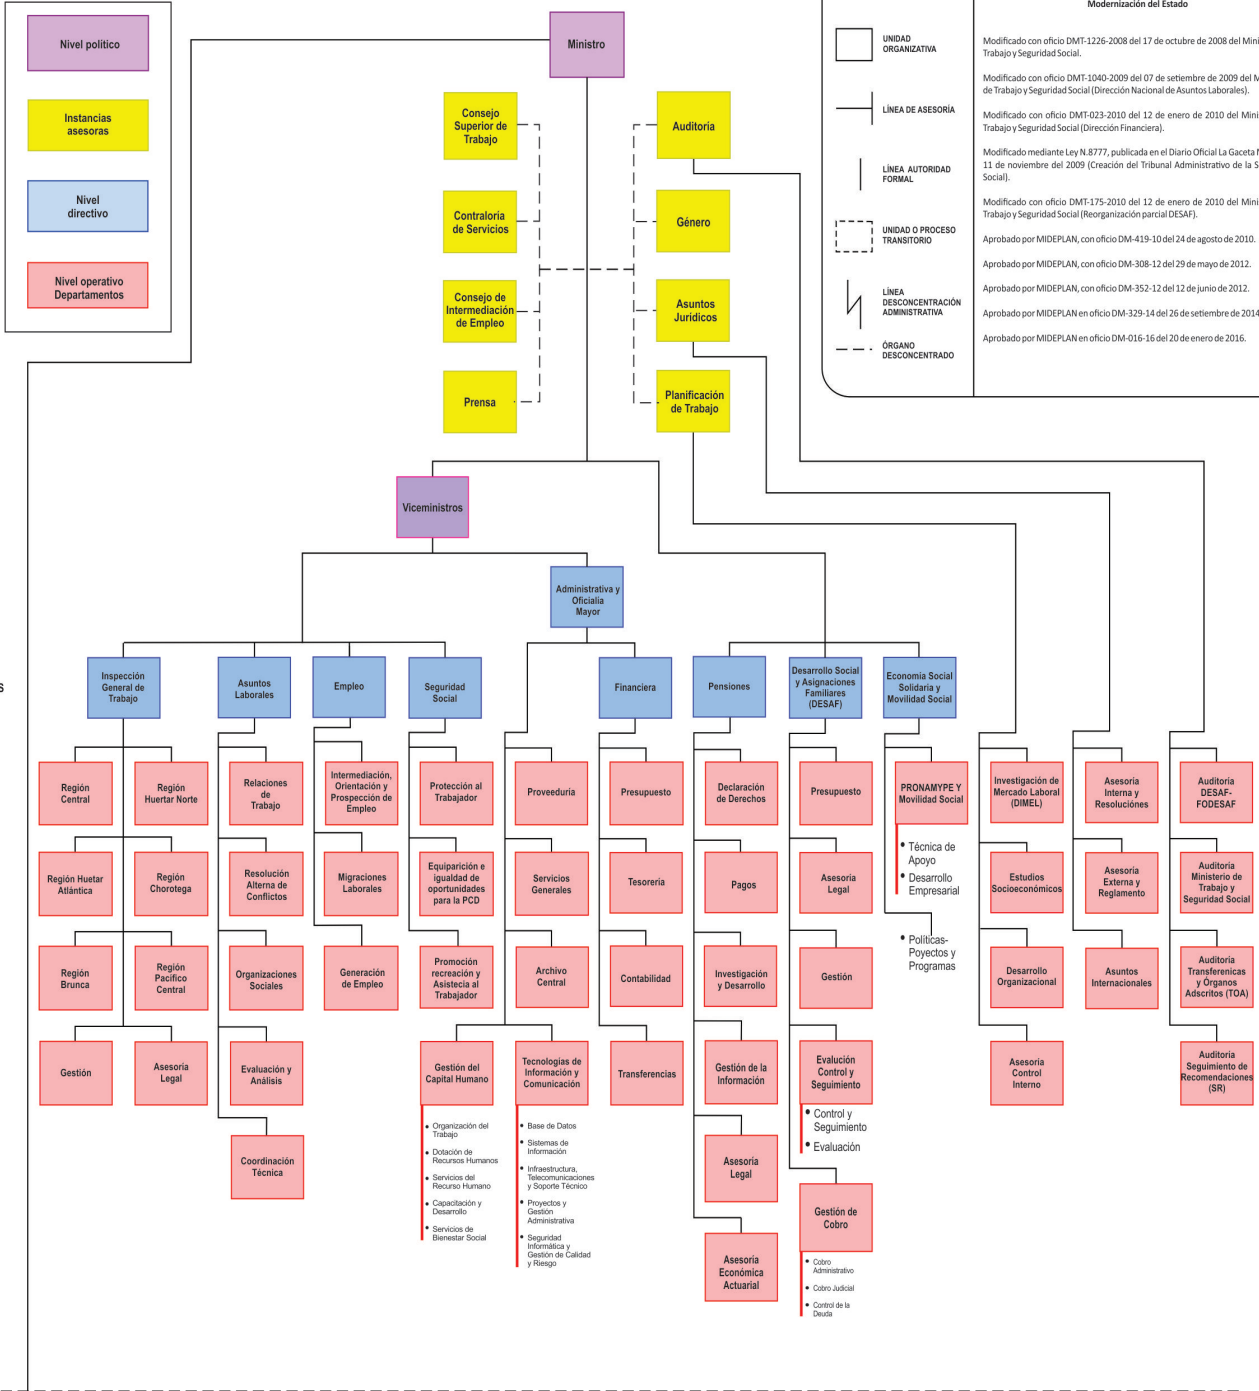 Nivel político
Instancias
asesoras
Nivel
directivo
Nivel operativo
Departamentos
Ministro
Consejo
Superior de
Trabajo
Auditoría
Contraloría
de Servicios
Género
Consejo de
Intermediación
de Empleo
Asuntos
Jurídicos
Prensa
Planificación
de Trabajo
UNIDAD
ORGANIZATIVA
LÍNEA DE ASESORÍA
LÍNEA AUTORIDAD
FORMAL
UNIDAD O PROCESO
TRANSITORIO
LÍNEA
DESCONCENTRACIÓN
ADMINISTRATIVA
ÓRGANO
DESCONCENTRADO
Modernización del Estado
Modificado con oficio DMT-1226-2008 del 17 de octubre de 2008 del Mini
Trabajo y Seguridad Social.
Modificado con oficio DMT-1040-2009 del 07 de setiembre de 2009 del M
de Trabajo y Seguridad Social (Dirección Nacional de Asuntos Laborales).
Modificado con oficio DMT-023-2010 del 12 de enero de 2010 del Mini
Trabajo y Seguridad Social (Dirección Financiera).
Modificado mediante Ley N.8777, publicada en el Diario Oficial La Gaceta
11 de noviembre del 2009 (Creación del Tribunal Administrativo de la S
Social).
Modificado con oficio DMT-175-2010 del 12 de enero de 2010 del Mini
Trabajo y Seguridad Social (Reorganización parcial DESAF).
Aprobado por MIDEPLAN, con oficio DM-419-10 del 24 de agosto de 2010.
Aprobado por MIDEPLAN, con oficio DM-308-12 del 29 de mayo de 2012.
Aprobado por MIDEPLAN, con oficio DM-352-12 del 12 de junio de 2012.
Aprobado por MIDEPLAN en oficio DM-329-14 del 26 de setiembre de 2014
Aprobado por MIDEPLAN en oficio DM-016-16 del 20 de enero de 2016.
Viceministros
Administrativa y
Oficialía
Mayor
s
Inspección
General de
Trabajo
Asuntos
Laborales
Empleo
Seguridad
Social
Financiera
Pensiones
Desarrollo Social
y Asignaciones
Familiares
(DESAF)
Economía Social
Solidaria y
Movilidad Social
Región
Central
Región
Huertar Norte
Relaciones
de
Trabajo
Intermediación,
Orientación y
Prospección de
Empleo
Protección al
Trabajador
Proveeduría
Presupuesto
Declaración
de Derechos
Presupuesto
PRONAMYPE Y
Movilidad Social
Investigación de
Mercado Laboral
(DIMEL)
Asesoría
Interna y
Resoluciónes
Auditoría
DESAF-
FODESAF
Región Huetar
Atlántica
Región
Chorotega
Resolución
Alterna de
Conflictos
Migraciones
Laborales
Equiparición e
igualdad de
oportunidades
para la PCD
Servicios
Generales
Tesorería
Pagos
Asesoría
Legal
• Técnica de
Apoyo
• Desarrollo
Empresarial
Estudios
Socioeconómicos
Asesoría
Externa y
Reglamento
Auditoría
Ministerio de
Trabajo y
Seguridad Social
Región
Brunca
Región
Pacífico
Central
Organizaciones
Sociales
Generación
de Empleo
Promoción
recreación y
Asistecia al
Trabajador
Archivo
Central
Contabilidad
Investigación
y Desarrollo
Gestión
• Políticas-
Poyectos y
Programas
Desarrollo
Organizacional
Asuntos
Internacionales
Auditoría
Transferenicas
y Órganos
Adscritos (TOA)
Gestión
Asesoría
Legal
Evaluación y
Análisis
Gestión del
Capital Humano
Tecnologías de
Información y
Comunicación
Transferencias
Gestión de la
Información
Evalución
Control y
Seguimiento
Asesoría
Control
Interno
Auditoría
Seguimiento de
Recomendaciones
(SR)
Coordinación
Técnica
• Organización del
Trabajo
• Dotación de
Recursos Humanos
• Servicios del
Recurso Humano
• Capacitación y
Desarrollo
• Servicios de
Bienestar Social
• Base de Datos
• Sistemas de
Información
• Infraestructura,
Telecomunicaciones
y Soporte Técnico
• Proyectos y
Gestión
Administrativa
• Seguridad
Informática y
Gestión de Calidad
y Riesgo
Asesoría
Legal
• Control y
Seguimiento
• Evaluación
Asesoría
Económica
Actuarial
Gestión de
Cobro
• Cobro
Administrativo
• Cobro Judicial
• Control de la
Deuda